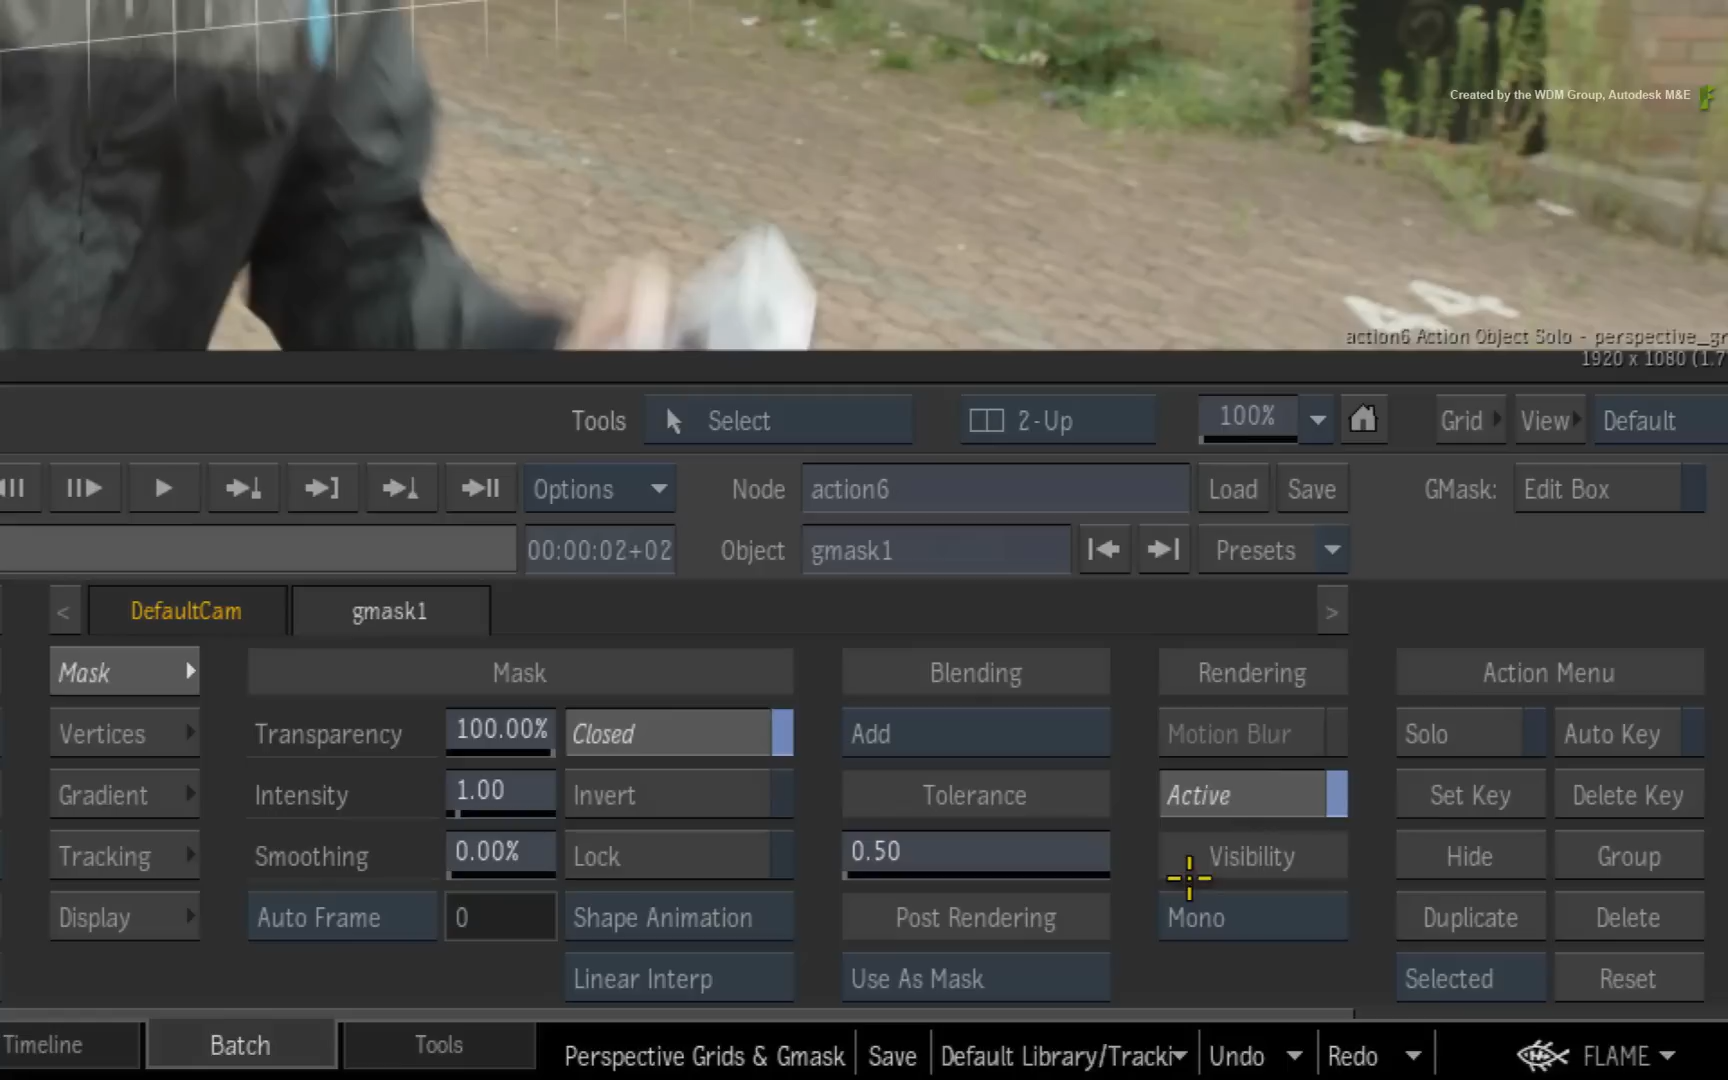 Created by the WDM Group, Autodesk M&E
action6 Action Object Solo - perspective_gr
1920 x 1080 (1.7
Tools Select 2-Up 100% Grid View Default
Options Node action6 Load Save GMask: Edit Box
00:00:02+02 Object gmask1 Presets
< DefaultCam gmask1 >
Mask Mask Blending Rendering Action Menu
Vertices Transparency 100.00% Closed Add Motion Blur Solo Auto Key
Gradient Intensity 1.00 Invert Tolerance Active Set Key Delete Key
Tracking Smoothing 0.00% Lock 0.50 Visibility Hide Group
Display Auto Frame 0 Shape Animation Post Rendering Mono Duplicate Delete
Linear Interp Use As Mask Selected Reset
Timeline Batch Tools Perspective Grids & Gmask Save Default Library/Tracki Undo Redo FLAME